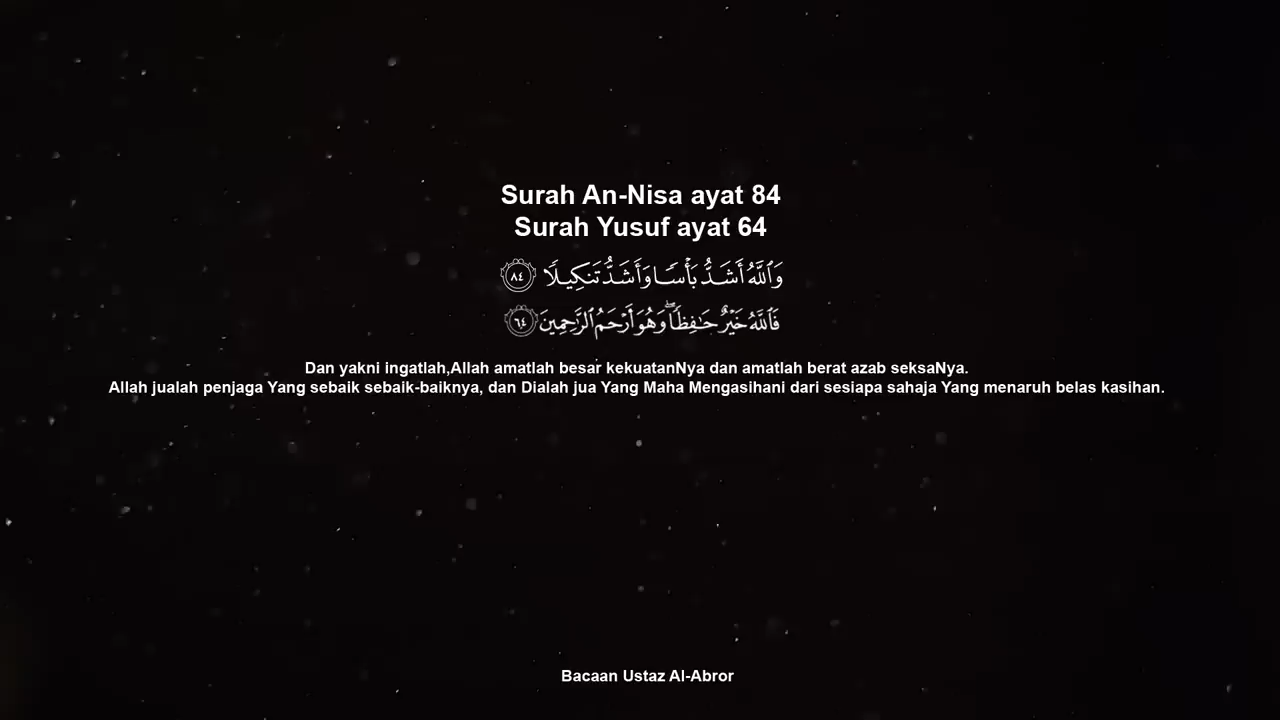 Surah An-Nisa ayat 84
Surah Yusuf ayat 64
وَٱللَّهُ أَشَدُّ بَأْسًا وَأَشَدُّ تَنكِيلًا ٨٤
فَٱللَّهُ خَيْرٌ حَٰفِظًا ۖ وَهُوَ أَرْحَمُ ٱلرَّٰحِمِينَ ٦٤
Dan yakni ingatlah,Allah amatlah besar kekuatanNya dan amatlah berat azab seksaNya.
Allah jualah penjaga Yang sebaik sebaik-baiknya, dan Dialah jua Yang Maha Mengasihani dari sesiapa sahaja Yang menaruh belas kasihan.
Bacaan Ustaz Al-Abror